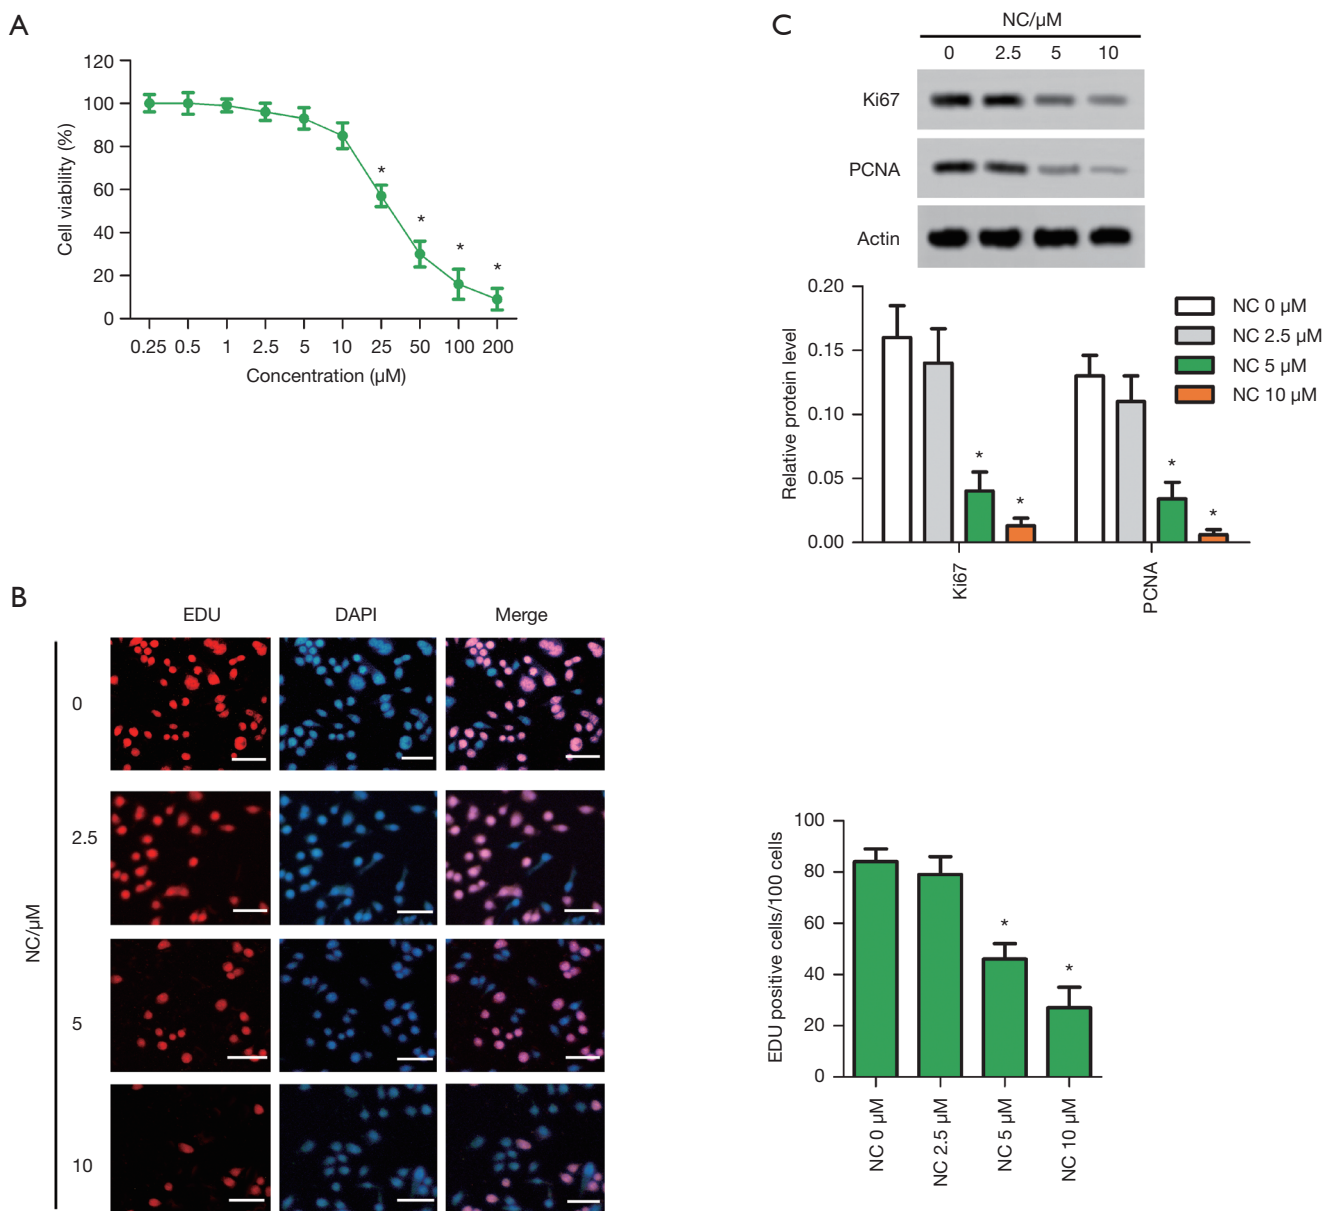 A
120
100
80
60
40
20
0
Cell viability (%)
* * * *
0.25 0.5 1 2.5 5 10 25 50 100 200
Concentration (µM)
C
NC/µM
0 2.5 5 10
Ki67
PCNA
Actin
0.20
0.15
0.10
0.05
0.00
Relative protein level
* * * *
NC 0 µM
NC 2.5 µM
NC 5 µM
NC 10 µM
Ki67
PCNA
B
EDU DAPI Merge
NC/µM
0
2.5
5
10
100
80
60
40
20
0
EDU positive cells/100 cells
* *
NC 0 µM
NC 2.5 µM
NC 5 µM
NC 10 µM